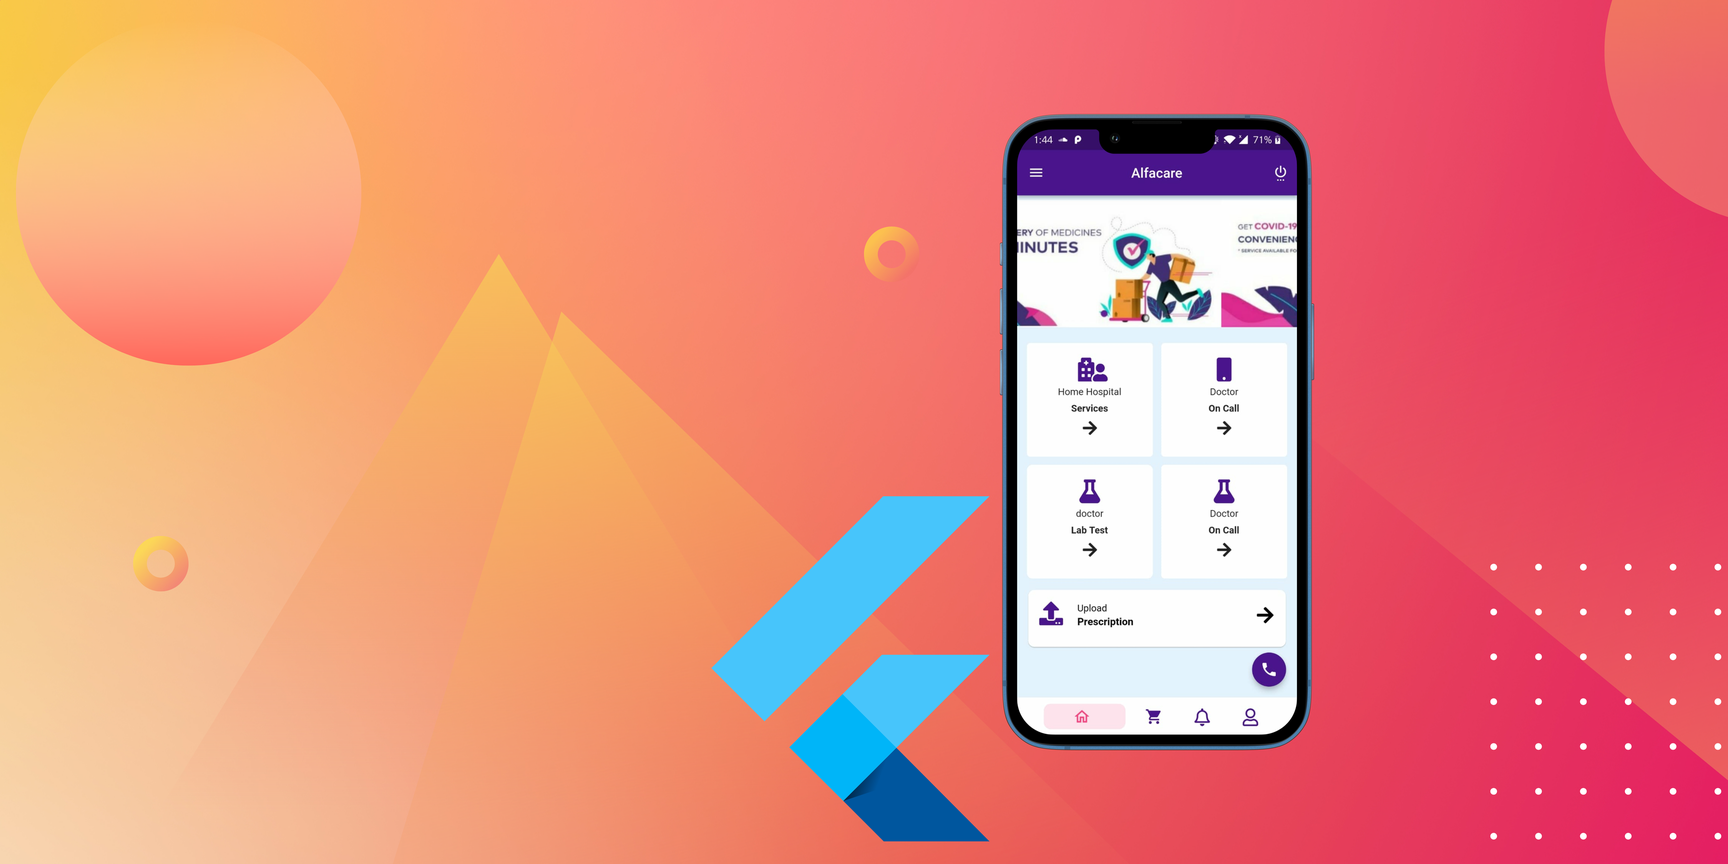 1:44
71%
Alfacare
ERY OF MEDICINES
INUTES
GET COVID-19
CONVENIENC
* SERVICE AVAILABLE FO
Home Hospital
Services
Doctor
On Call
doctor
Lab Test
Doctor
On Call
Upload
Prescription